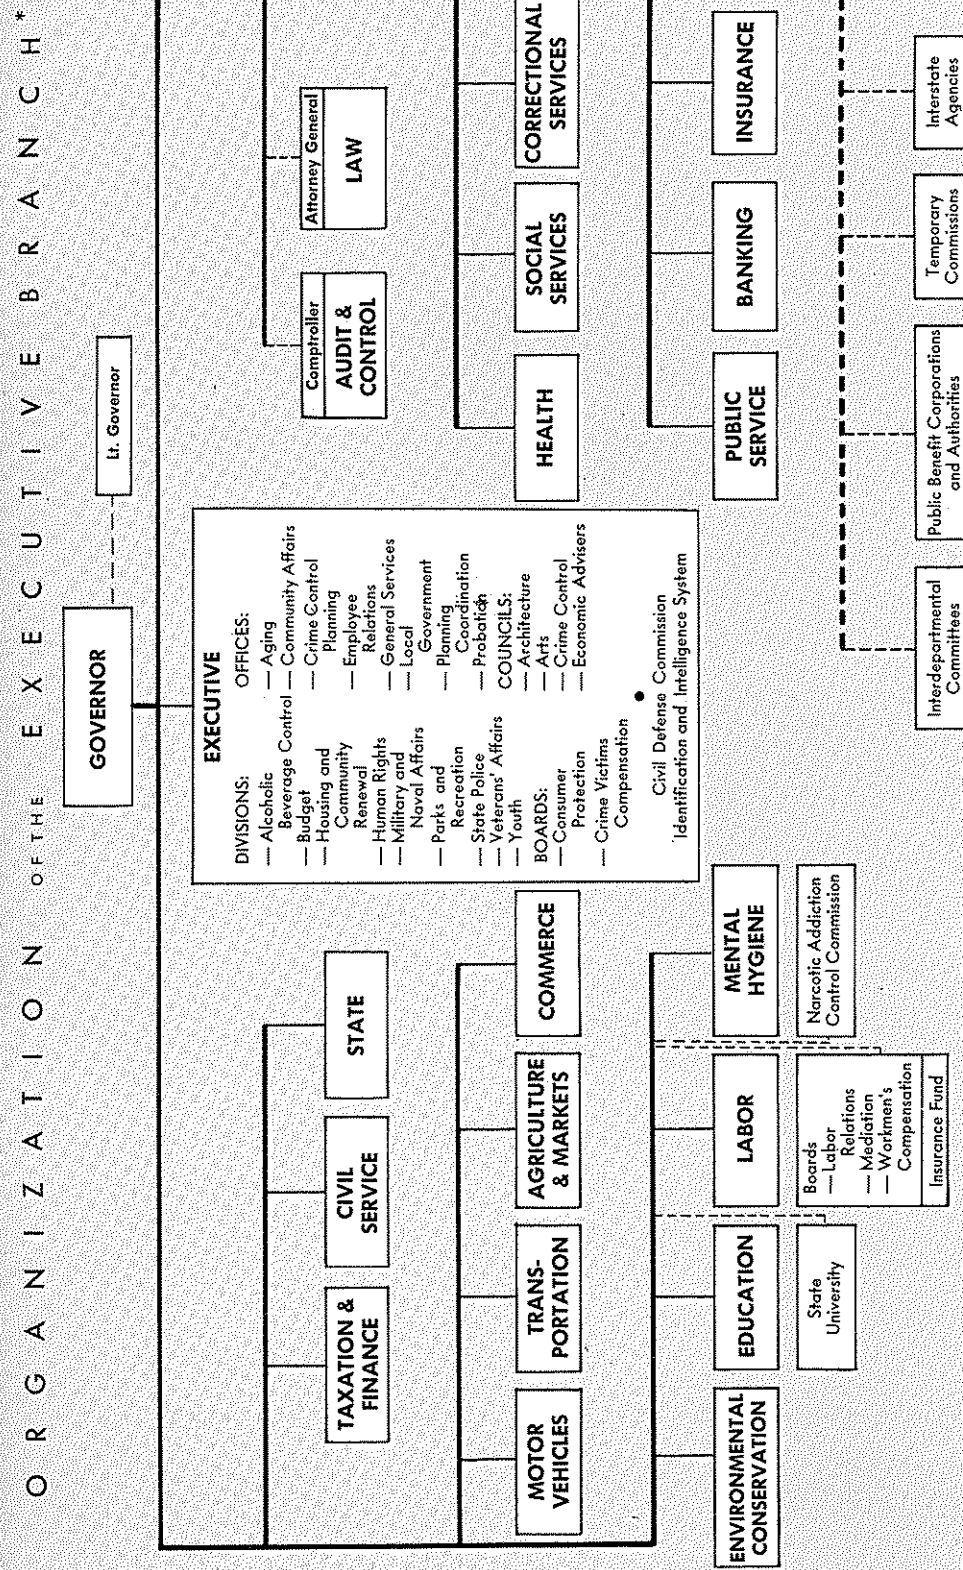 ORGANIZATION OF THE EXECUTIVE BRANCH*
GOVERNOR
Lt. Governor
TAXATION &
FINANCE
CIVIL
SERVICE
STATE
EXECUTIVE
DIVISIONS:
— Alcoholic
Beverage Control
— Budget
— Housing and
Community
Renewal
— Human Rights
— Military and
Naval Affairs
— Parks and
Recreation
— State Police
— Veterans' Affairs
— Youth
BOARDS:
— Consumer
Protection
— Crime Victims
Compensation
OFFICES:
— Aging
— Community Affairs
— Crime Control
Planning
— Employee
Relations
— General Services
— Local
Government
— Planning
Coordination
— Probation
COUNCILS:
— Architecture
— Arts
— Crime Control
— Economic Advisers
●
Civil Defense Commission
Identification and Intelligence System
Comptroller
AUDIT &
CONTROL
Attorney General
LAW
MOTOR
VEHICLES
TRANS-
PORTATION
AGRICULTURE
& MARKETS
COMMERCE
HEALTH
SOCIAL
SERVICES
CORRECTIONAL
SERVICES
ENVIRONMENTAL
CONSERVATION
EDUCATION
State
University
LABOR
Boards
— Labor
Relations
— Mediation
— Workmen's
Compensation
Insurance Fund
MENTAL
HYGIENE
Narcotic Addiction
Control Commission
PUBLIC
SERVICE
BANKING
INSURANCE
Interdepartmental
Committees
Public Benefit Corporations
and Authorities
Temporary
Commissions
Interstate
Agencies